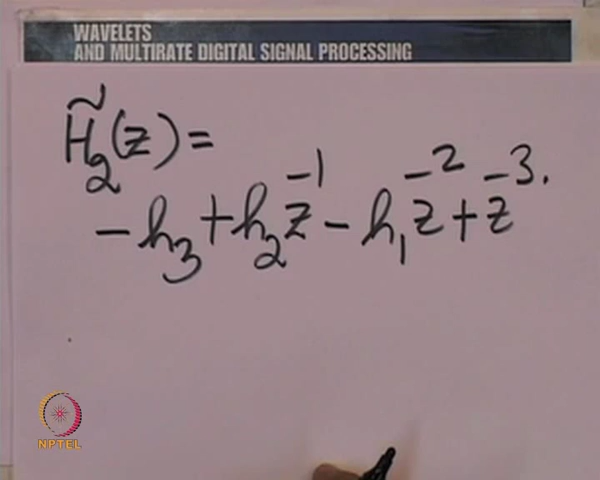 WAVELETS
AND MULTIRATE DIGITAL SIGNAL PROCESSING
H̃₂(z) =
-h₃ + h₂z⁻¹ - h₁z⁻² + z⁻³.
NPTEL